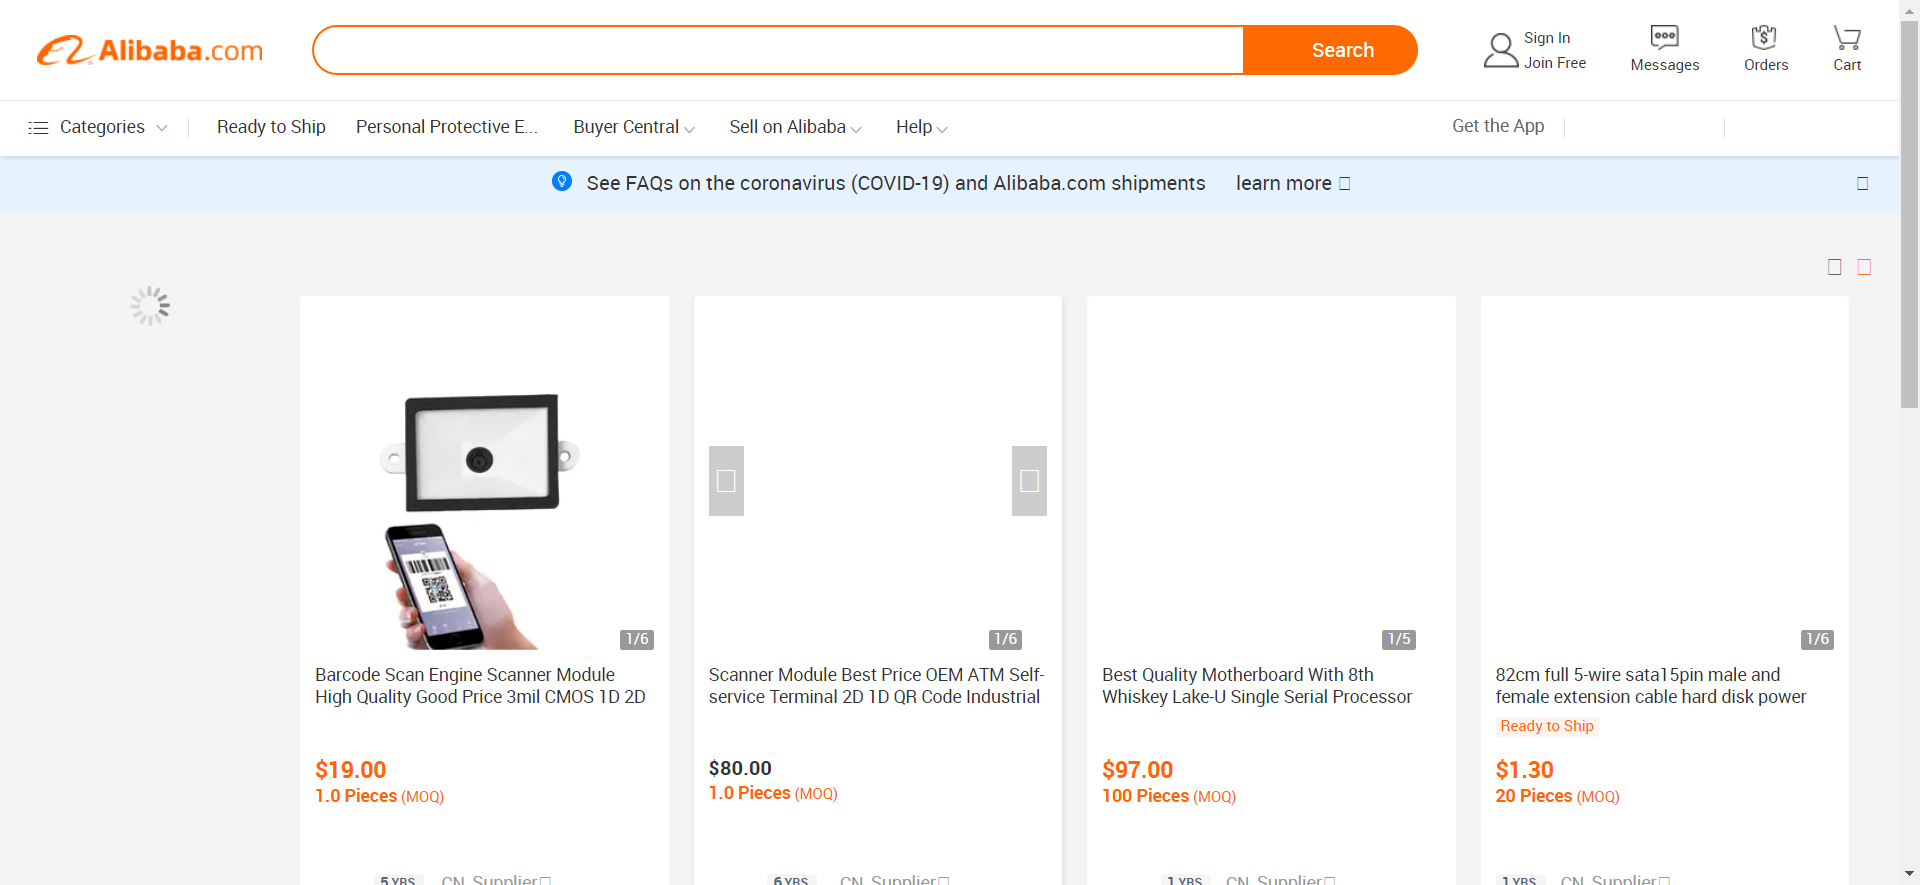 Alibaba.com
Search
Sign In
Join Free
Messages
Orders
Cart
Categories
Ready to Ship
Personal Protective E...
Buyer Central
Sell on Alibaba
Help
Get the App
See FAQs on the coronavirus (COVID-19) and Alibaba.com shipments learn more
1/6
1/6
1/5
1/6
Barcode Scan Engine Scanner Module
High Quality Good Price 3mil CMOS 1D 2D
$19.00
1.0 Pieces (MOQ)
5 YRS CN Supplier
Scanner Module Best Price OEM ATM Self-
service Terminal 2D 1D QR Code Industrial
$80.00
1.0 Pieces (MOQ)
6 YRS CN Supplier
Best Quality Motherboard With 8th
Whiskey Lake-U Single Serial Processor
$97.00
100 Pieces (MOQ)
1 YRS CN Supplier
82cm full 5-wire sata15pin male and
female extension cable hard disk power
Ready to Ship
$1.30
20 Pieces (MOQ)
1 YRS CN Supplier